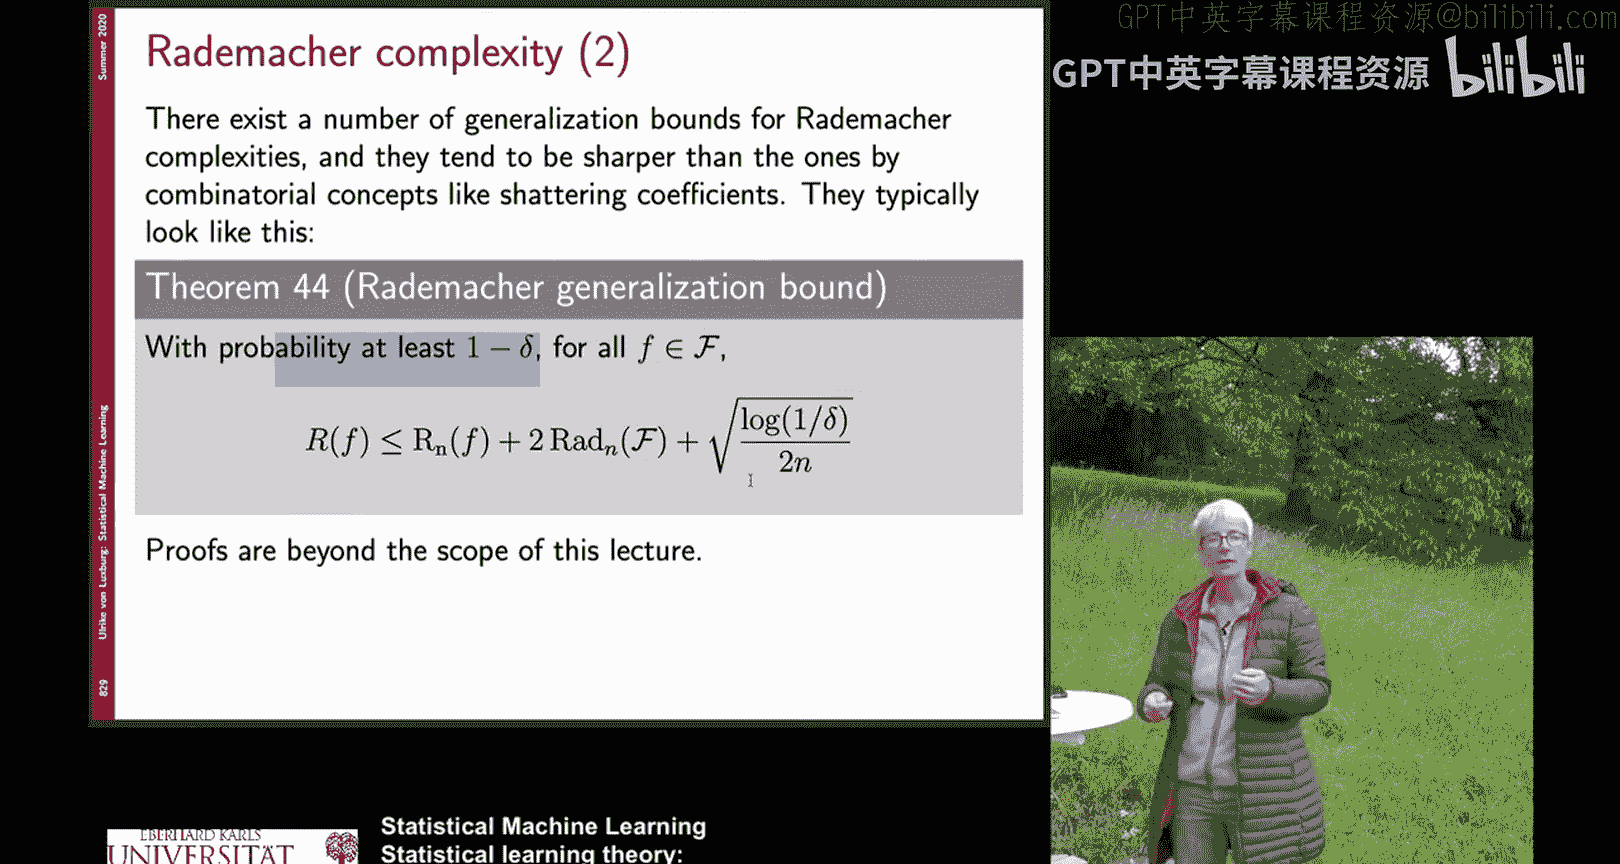 GPT中英字幕课程资源@bilibili.com
GPT中英字幕课程资源 bilibili
Summer 2020
Rademacher complexity (2)
There exist a number of generalization bounds for Rademacher
complexities, and they tend to be sharper than the ones by
combinatorial concepts like shattering coefficients. They typically
look like this:
Theorem 44 (Rademacher generalization bound)
With probability at least 1 − δ, for all f ∈ ℱ,
R(f) ≤ Rₙ(f) + 2 Radₙ(ℱ) + √(log(1/δ)/2n)
Proofs are beyond the scope of this lecture.
Ulrike von Luxburg: Statistical Machine Learning
829
EBERHARD KARLS
UNIVERSITÄT
Statistical Machine Learning
Statistical learning theory: